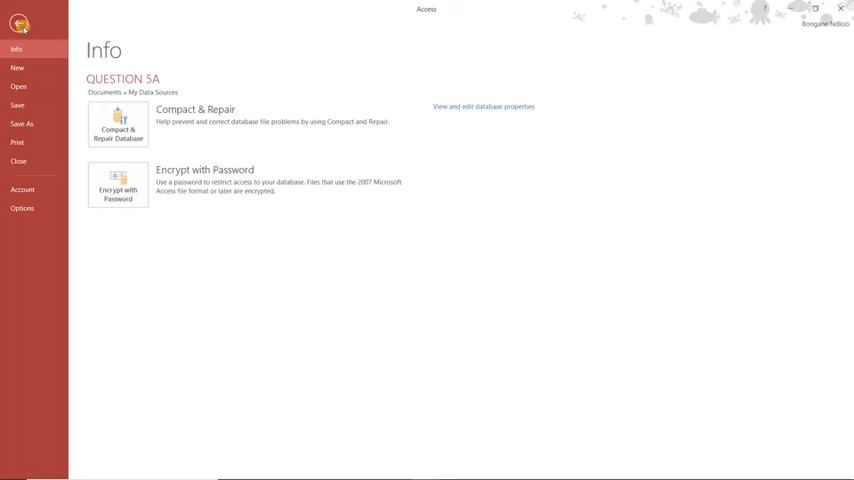 Access
?
Bongane Ndlozi
Info
New
Open
Save
Save As
Print
Close
Account
Options
Info
QUESTION 5A
Documents » My Data Sources
Compact & Repair Database
Compact & Repair
Help prevent and correct database file problems by using Compact and Repair.
View and edit database properties
Encrypt with Password
Encrypt with Password
Use a password to restrict access to your database. Files that use the 2007 Microsoft
Access file format or later are encrypted.